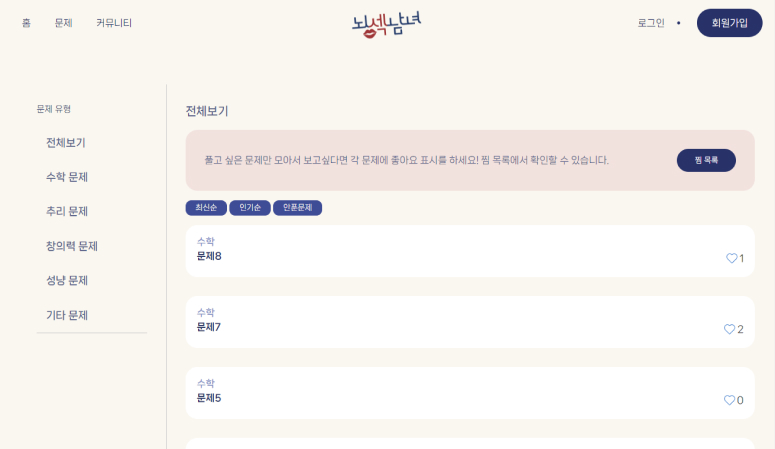 홈
문제
커뮤니티
뇌섹남녀
로그인
회원가입
문제 유형
전체보기
수학 문제
추리 문제
창의력 문제
성냥 문제
기타 문제
전체보기
풀고 싶은 문제만 모아서 보고싶다면 각 문제에 좋아요 표시를 하세요! 찜 목록에서 확인할 수 있습니다.
찜 목록
최신순
인기순
안푼문제
수학
문제8
1
수학
문제7
2
수학
문제5
0